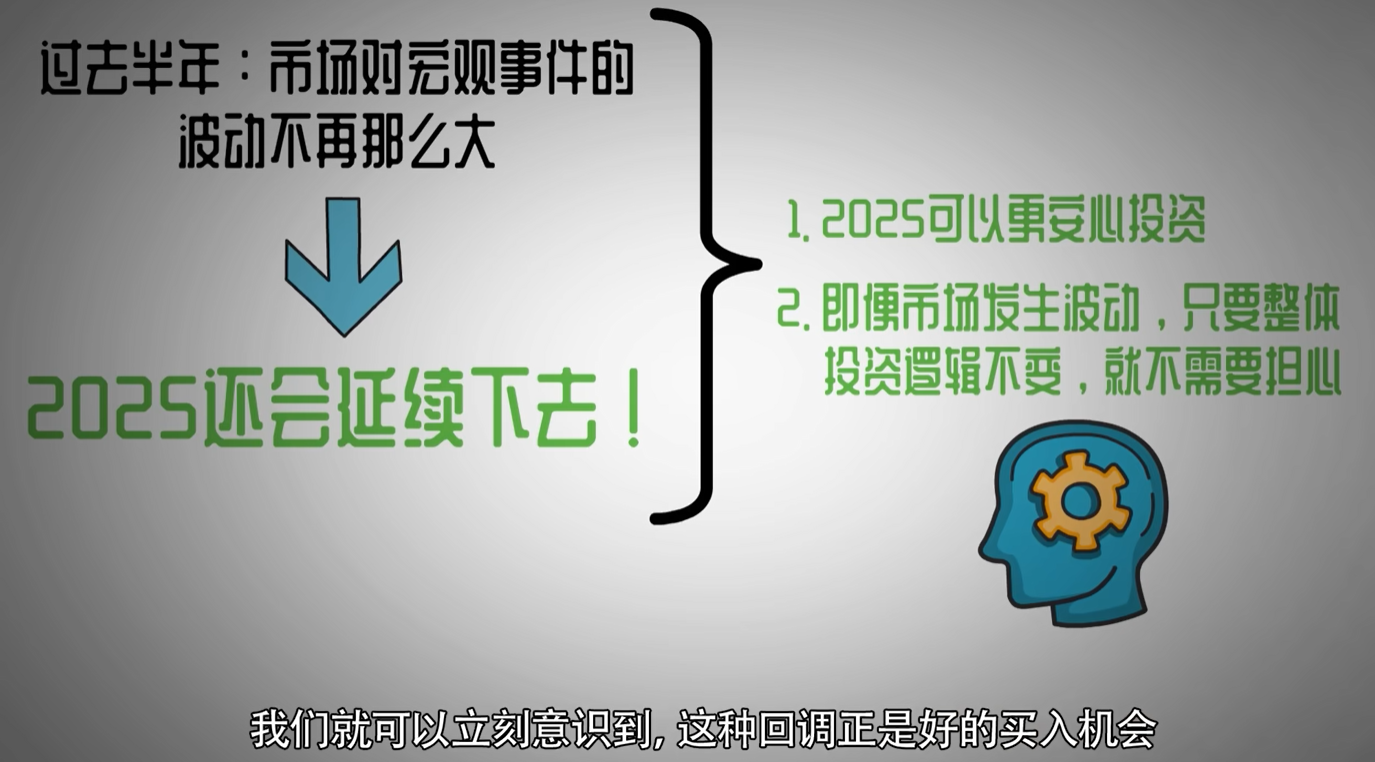 过去半年：市场对宏观事件的
波动不再那么大
2025还会延续下去！
1. 2025可以更安心投资
2. 即便市场发生波动，只要整体
投资逻辑不变，就不需要担心
我们就可以立刻意识到, 这种回调正是好的买入机会